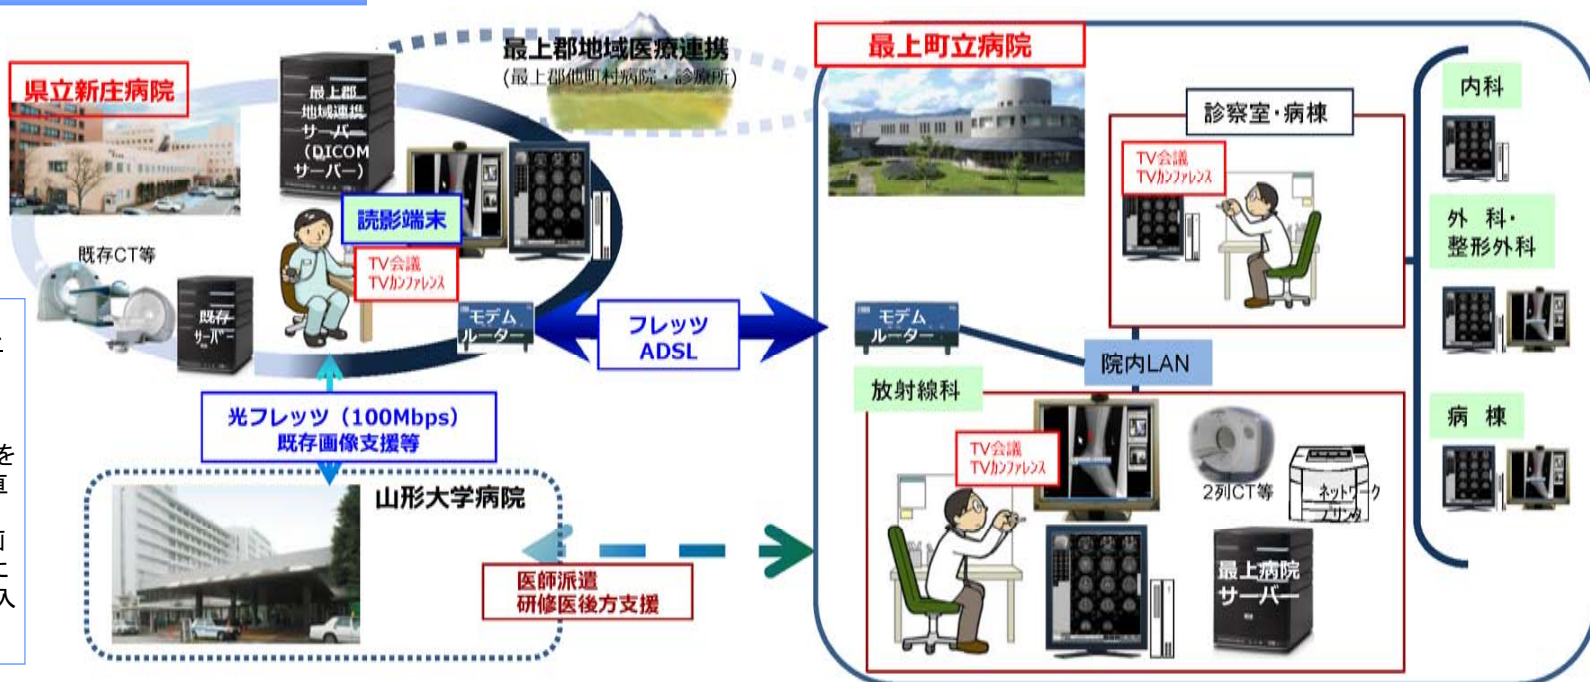 最上郡地域医療連携
(最上郡他町村病院・診療所)
県立新庄病院
最上郡
地域連携
サーバー
（DICOM
サーバー）
読影端末
TV会議
TVカンファレンス
既存CT等
既存
サーバー
モデム
ルーター
フレッツ
ADSL
光フレッツ（100Mbps）
既存画像支援等
山形大学病院
医師派遣
研修医後方支援
を
入
最上町立病院
診察室・病棟
TV会議
TVカンファレンス
モデム
ルーター
院内LAN
放射線科
TV会議
TVカンファレンス
2列CT等
ネットワーク
プリンタ
最上病院
サーバー
内科
外 科・
整形外科
病 棟